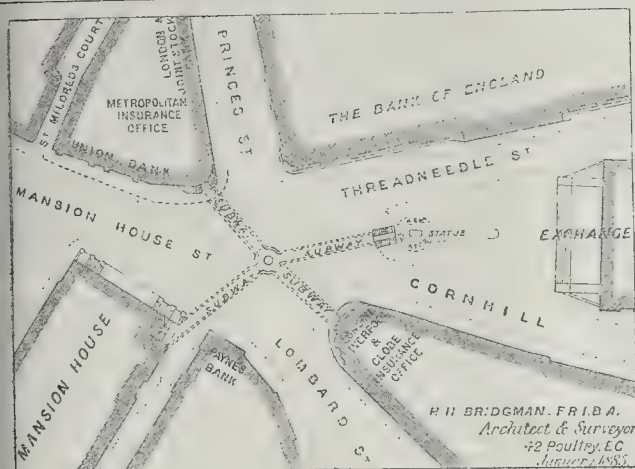 ST MILDREDS COURT
LONDON &
JOINT STOCK
PRINCES ST
METROPOLITAN
INSURANCE
OFFICE
UNION BANK
THE BANK OF ENGLAND
THREADNEEDLE ST
MANSION HOUSE ST
SUBWAY
SUBWAY
STATUE
EXCHANGE
SUBWAY
SUBWAY
CORNHILL
MANSION HOUSE
BANK
LOMBARD ST
& GLOBE
INSURANCE
OFFICE
BRIDGMAN. F.R.I.B.A.
Architect & Surveyor
42 Poultry, E.C.